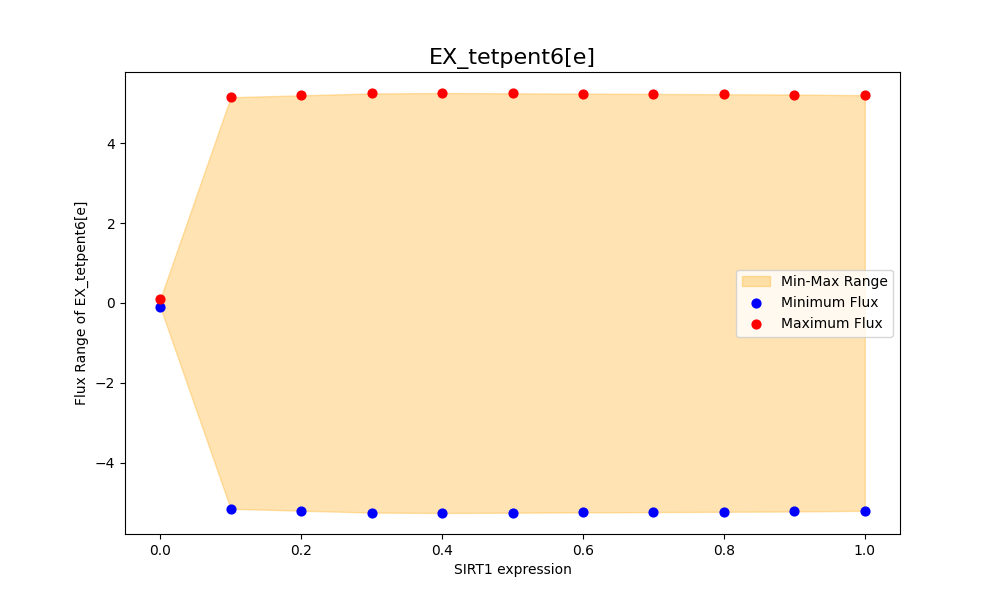 EX_tetpent6[e]
Flux Range of EX_tetpent6[e]
4
2
0
−2
−4
Min-Max Range
Minimum Flux
Maximum Flux
0.0 0.2 0.4 0.6 0.8 1.0
SIRT1 expression